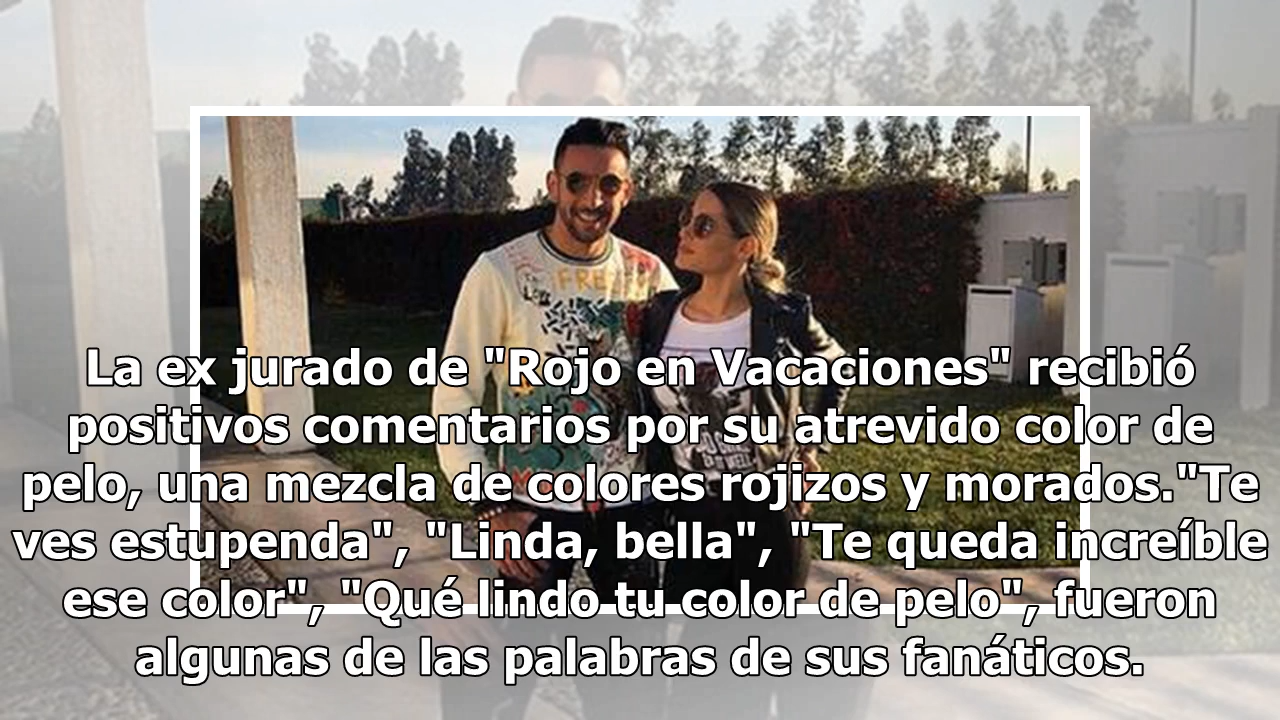 FRE
La ex jurado de "Rojo en Vacaciones" recibió
positivos comentarios por su atrevido color de
pelo, una mezcla de colores rojizos y morados."Te
ves estupenda", "Linda, bella", "Te queda increíble
ese color", "Qué lindo tu color de pelo", fueron
algunas de las palabras de sus fanáticos.